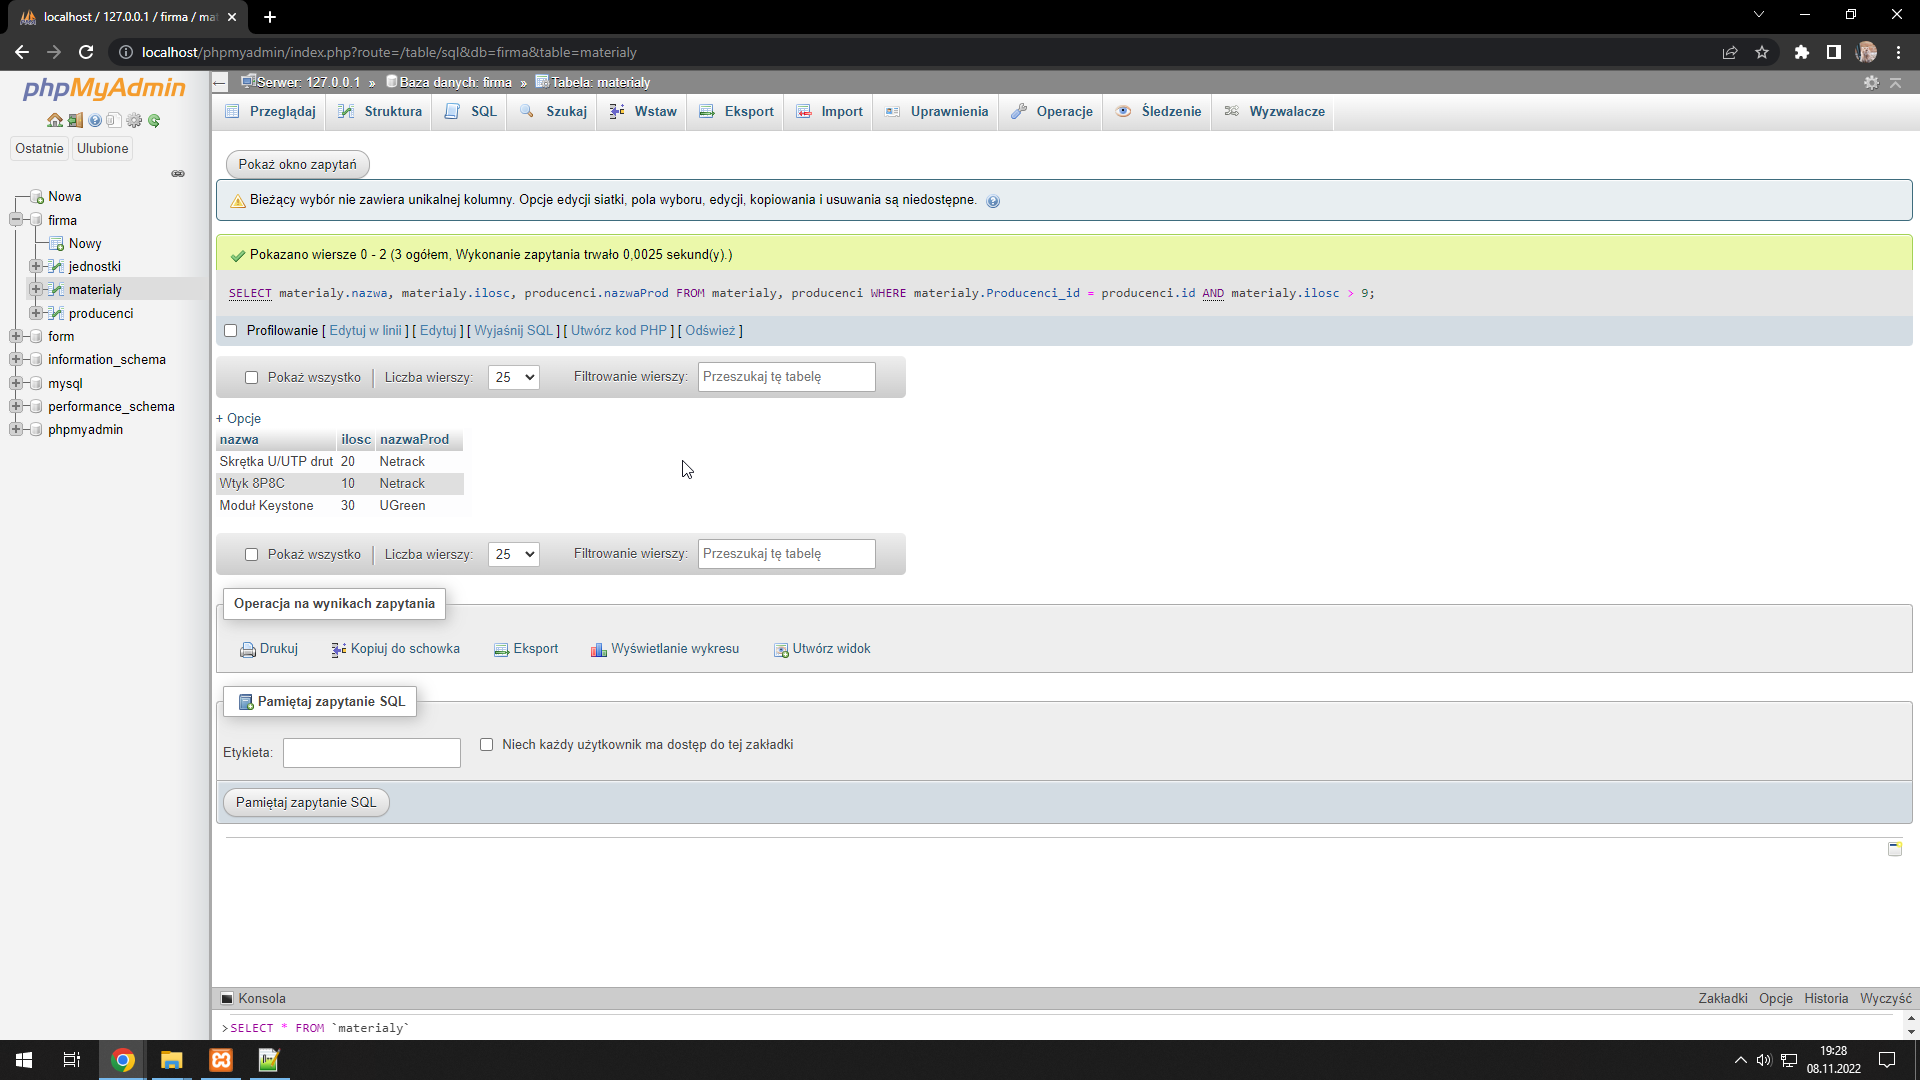 localhost / 127.0.0.1 / firma / mat
localhost/phpmyadmin/index.php?route=/table/sql&db=firma&table=materialy
phpMyAdmin
Ostatnie
Ulubione
Nowa
firma
Nowy
jednostki
materialy
producenci
form
information_schema
mysql
performance_schema
phpmyadmin
Serwer: 127.0.0.1 » Baza danych: firma » Tabela: materialy
Przeglądaj Struktura SQL Szukaj Wstaw Eksport Import Uprawnienia Operacje Śledzenie Wyzwalacze
Pokaż okno zapytań
Bieżący wybór nie zawiera unikalnej kolumny. Opcje edycji siatki, pola wyboru, edycji, kopiowania i usuwania są niedostępne.
Pokazano wiersze 0 - 2 (3 ogółem, Wykonanie zapytania trwało 0,0025 sekund(y).)
SELECT materialy.nazwa, materialy.ilosc, producenci.nazwaProd FROM materialy, producenci WHERE materialy.Producenci_id = producenci.id AND materialy.ilosc > 9;
Profilowanie [ Edytuj w linii ] [ Edytuj ] [ Wyjaśnij SQL ] [ Utwórz kod PHP ] [ Odśwież ]
Pokaż wszystko Liczba wierszy: 25 Filtrowanie wierszy: Przeszukaj tę tabelę
+ Opcje
nazwa ilosc nazwaProd
Skrętka U/UTP drut 20 Netrack
Wtyk 8P8C 10 Netrack
Moduł Keystone 30 UGreen
Pokaż wszystko Liczba wierszy: 25 Filtrowanie wierszy: Przeszukaj tę tabelę
Operacja na wynikach zapytania
Drukuj Kopiuj do schowka Eksport Wyświetlanie wykresu Utwórz widok
Pamiętaj zapytanie SQL
Etykieta: Niech każdy użytkownik ma dostęp do tej zakładki
Pamiętaj zapytanie SQL
Konsola Zakładki Opcje Historia Wyczyść
>SELECT * FROM `materialy`
19:28
08.11.2022